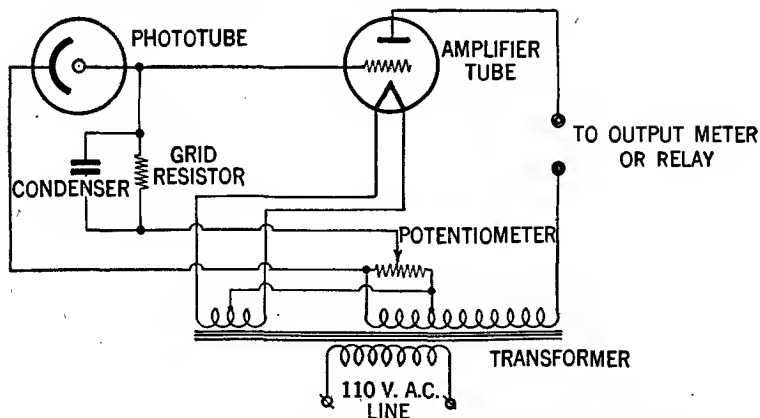 PHOTOTUBE
AMPLIFIER
TUBE
TO OUTPUT METER
OR RELAY
GRID
RESISTOR
CONDENSER
POTENTIOMETER
TRANSFORMER
110 V. A.C.
LINE